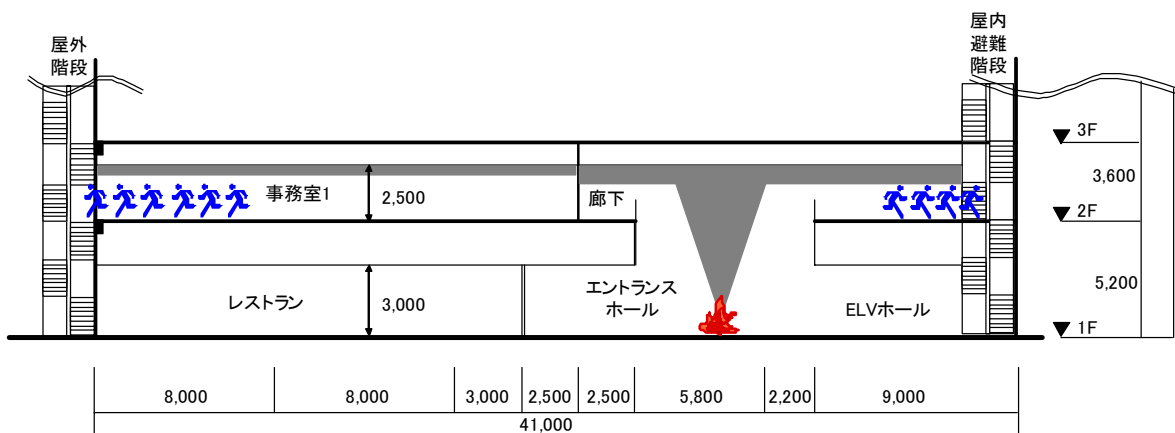 屋外
階段
屋内
避難
階段
3F
事務室1
2,500
廊下
3,600
2F
レストラン
3,000
エントランス
ホール
ELVホール
5,200
1F
8,000
8,000
3,000
2,500
2,500
5,800
2,200
9,000
41,000